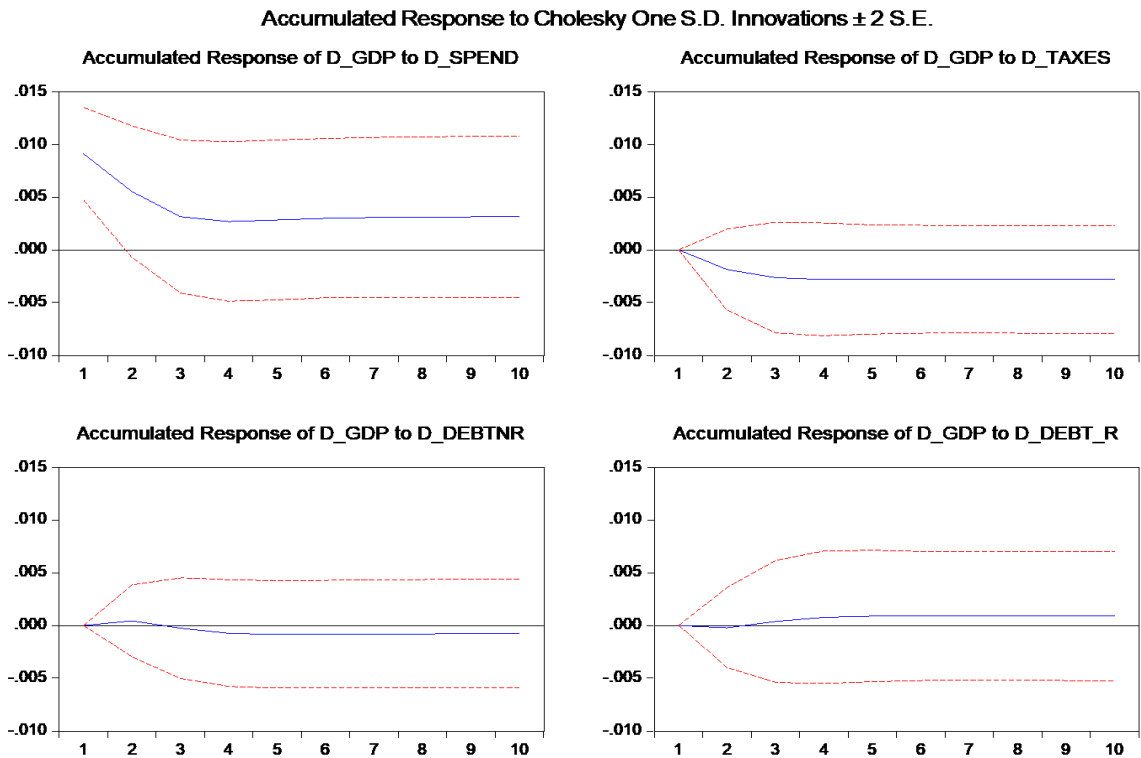 Accumulated Response to Cholesky One S.D. Innovations ± 2 S.E.
Accumulated Response of D_GDP to D_SPEND
.015
.010
.005
.000
-.005
-.010
1 2 3 4 5 6 7 8 9 10
Accumulated Response of D_GDP to D_TAXES
.015
.010
.005
.000
-.005
-.010
1 2 3 4 5 6 7 8 9 10
Accumulated Response of D_GDP to D_DEBTNR
.015
.010
.005
.000
-.005
-.010
1 2 3 4 5 6 7 8 9 10
Accumulated Response of D_GDP to D_DEBT_R
.015
.010
.005
.000
-.005
-.010
1 2 3 4 5 6 7 8 9 10